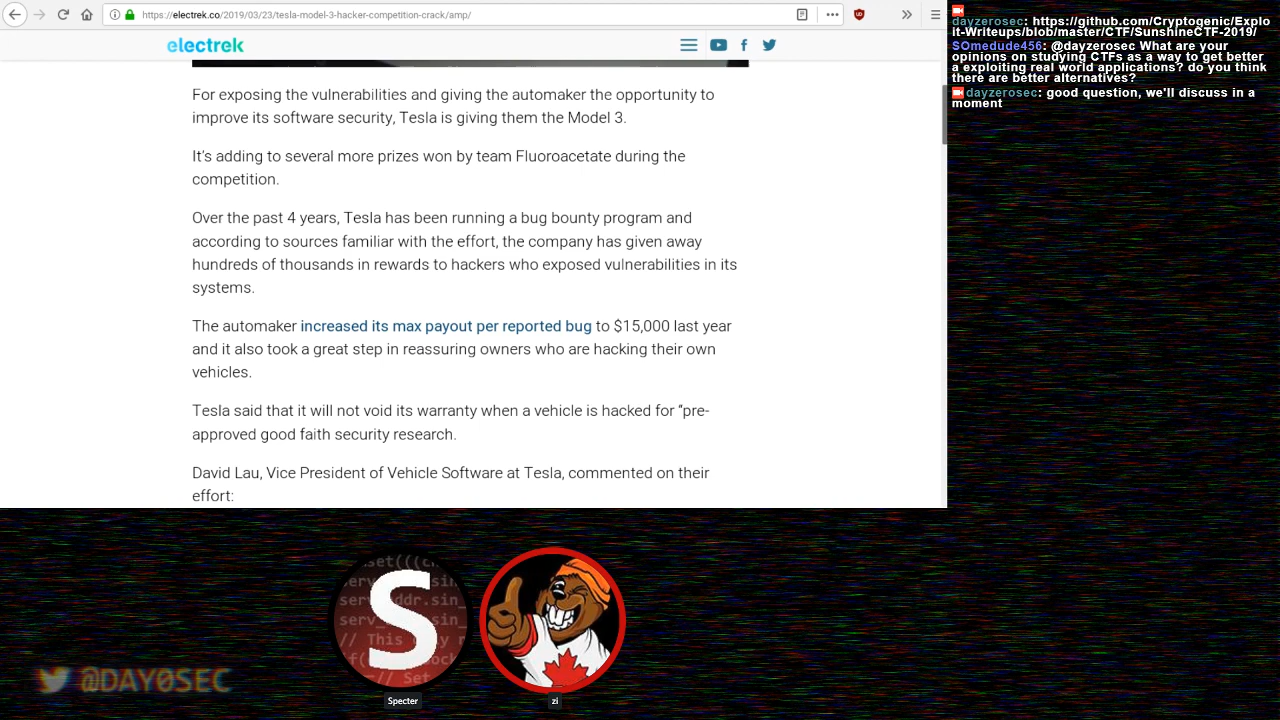 https://electrek.co/2019/03/23/tesla-model-3-hacker-competition-crack/amp/
electrek
For exposing the vulnerabilities and giving the automaker the opportunity to
improve its software security, Tesla is giving them the Model 3.
It's adding to several more prizes won by team Fluoroacetate during the
competition.
Over the past 4 years, Tesla has been running a bug bounty program and
according to sources familiar with the effort, the company has given away
hundreds of thousands in rewards to hackers who exposed vulnerabilities in its
systems.
The automaker increased its max payout per reported bug to $15,000 last year
and it also took a great step in reassuring owners who are hacking their own
vehicles.
Tesla said that it will not void its warranty when a vehicle is hacked for “pre-
approved good faith security research.
David Lau, Vice President of Vehicle Software at Tesla, commented on their
effort:
dayzerosec: https://github.com/Cryptogenic/Explo
it-Writeups/blob/master/CTF/SunshineCTF-2019/
SOmedude456: @dayzerosec What are your
opinions on studying CTFs as a way to get better
a exploiting real world applications? do you think
there are better alternatives?
dayzerosec: good question, we'll discuss in a
moment
S
Specter
zi
@DAY0SEC